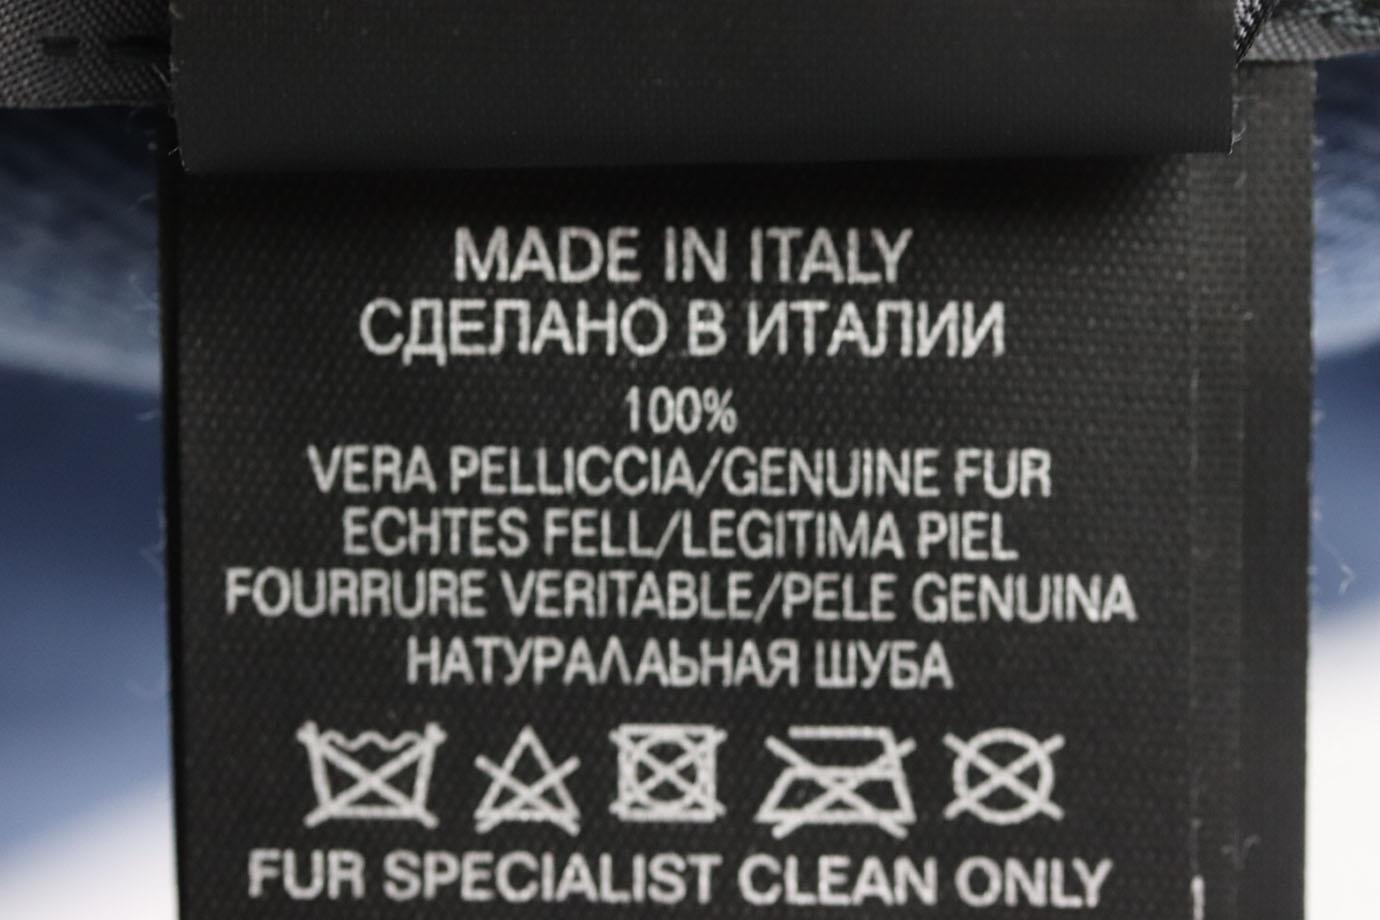 MADE IN ITALY
СДЕЛАНО В ИТАЛИИ
100%
VERA PELLICCIA/GENUINE FUR
ECHTES FELL/LEGITIMA PIEL
FOURRURE VERITABLE/PELE GENUINA
НАТУРАΛАЬНАЯ ШУБА
FUR SPECIALIST CLEAN ONLY